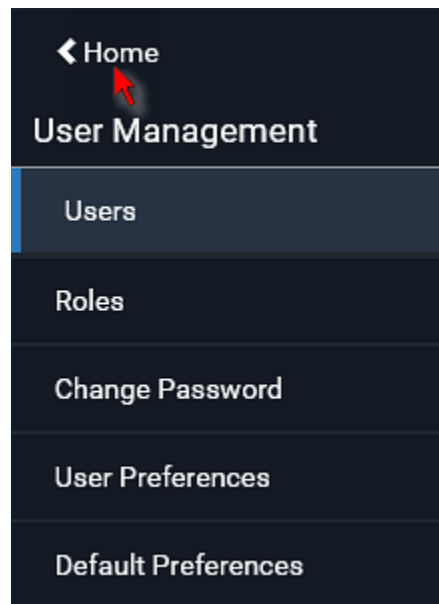 Home
User Management
Users
Roles
Change Password
User Preferences
Default Preferences